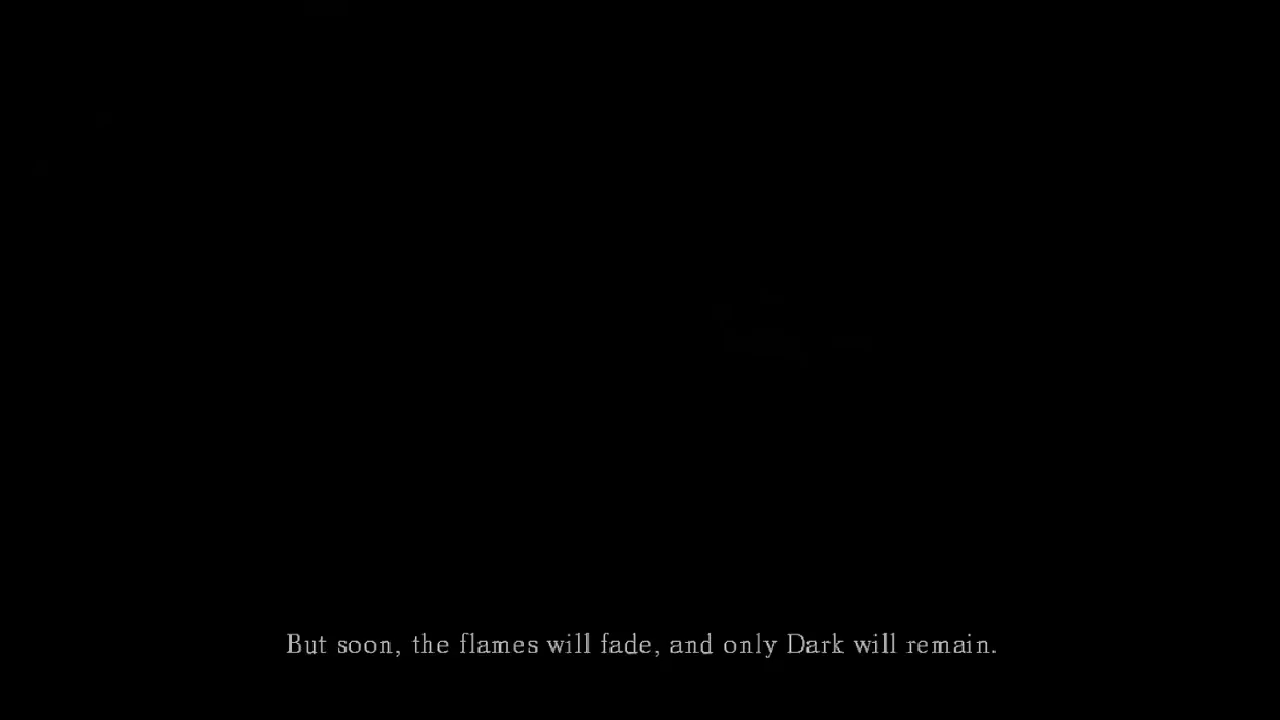 But soon, the flames will fade, and only Dark will remain.